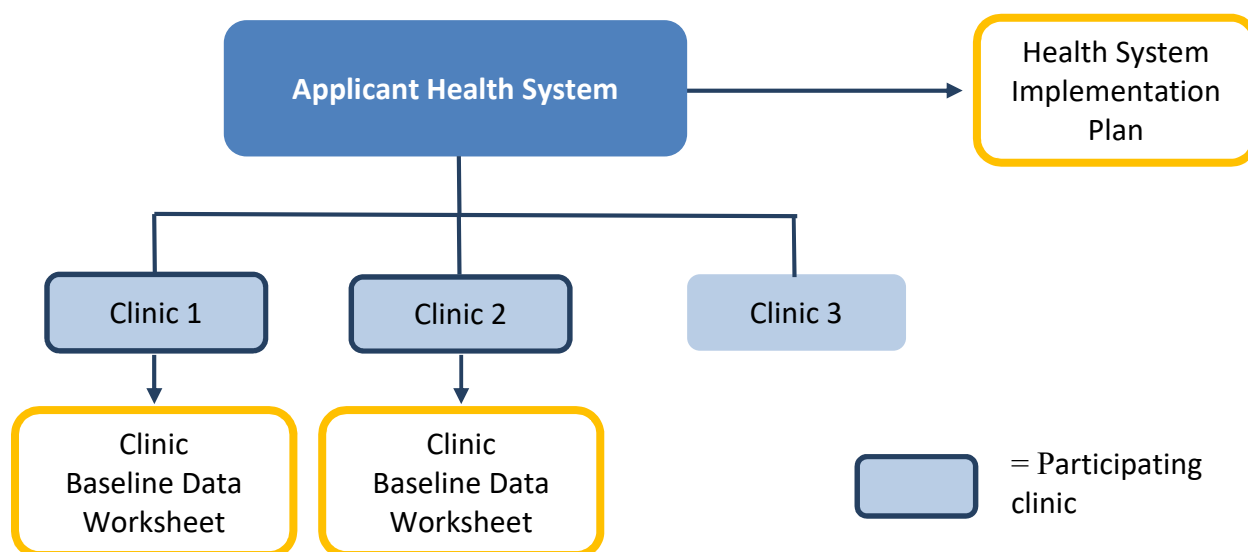 Applicant Health System
Health System
Implementation
Plan
Clinic 1
Clinic 2
Clinic 3
Clinic
Baseline Data
Worksheet
Clinic
Baseline Data
Worksheet
= Participating
clinic